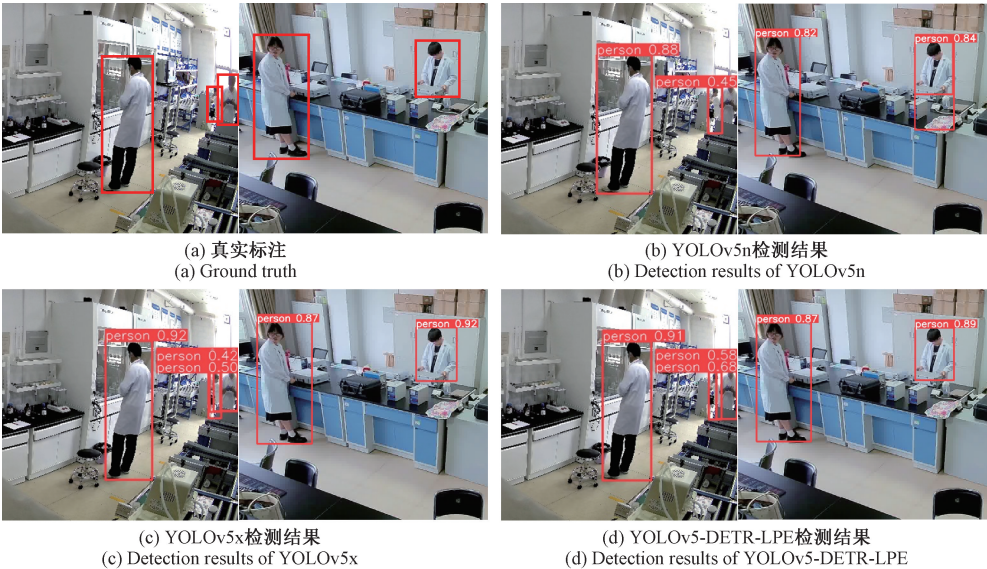 person 0.88
person 0.45
person 0.82
person 0.84
(a) 真实标注
(a) Ground truth
(b) YOLOv5n检测结果
(b) Detection results of YOLOv5n
person 0.92
person 0.42
person 0.50
person 0.87
person 0.92
person 0.91
person 0.58
person 0.68
person 0.87
person 0.89
(c) YOLOv5x检测结果
(c) Detection results of YOLOv5x
(d) YOLOv5-DETR-LPE检测结果
(d) Detection results of YOLOv5-DETR-LPE